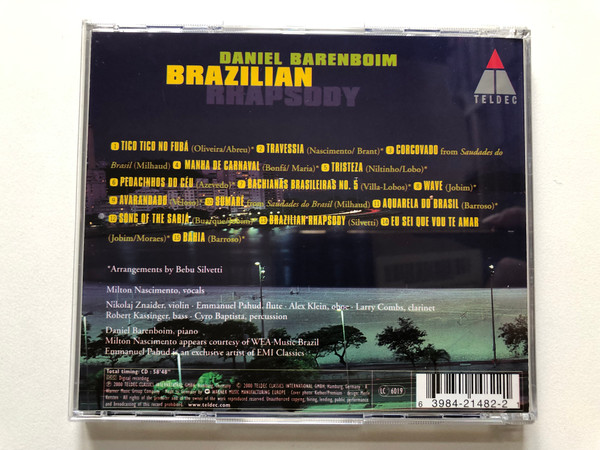 DANIEL BARENBOIM
BRAZILIAN
RHAPSODY
TELDEC
1 TICO TICO NO FUBÁ (Oliveira/Abreu)* 2 TRAVESSIA (Nascimento/ Brant)* 3 CORCOVADO from Saudades do
Brasil (Milhaud) 4 MANHA DE CARNAVAL (Bonfá/ Maria)* 5 TRISTEZA (Niltinho/Lobo)*
6 PEDACINHOS DO CÉU (Azevedo)* 7 BACHIANAS BRASILEIRAS NO. 5 (Villa-Lobos)* 8 WAVE (Jobim)*
9 AVARANDADO (Veloso)* 10 SUMARÉ from Saudades do Brasil (Milhaud) 11 AQUARELA DO BRASIL (Barroso)*
12 SONG OF THE SABIÁ (Buarque/Jobim)* 13 BRAZILIAN RHAPSODY (Silvetti) 14 EU SEI QUE VOU TE AMAR
(Jobim/Moraes)* 15 BAHIA (Barroso)*
*Arrangements by Bebu Silvetti
Milton Nascimento, vocals
Nikolaj Znaider, violin · Emmanuel Pahud, flute · Alex Klein, oboe · Larry Combs, clarinet
Robert Kassinger, bass · Cyro Baptista, percussion
Daniel Barenboim, piano
Milton Nascimento appears courtesy of WEA Music Brazil
Emmanuel Pahud is an exclusive artist of EMI Classics
Total timing: CD · 58'48"
Digital recording
www.teldec.com
LC 6019
6 3984-21482-2